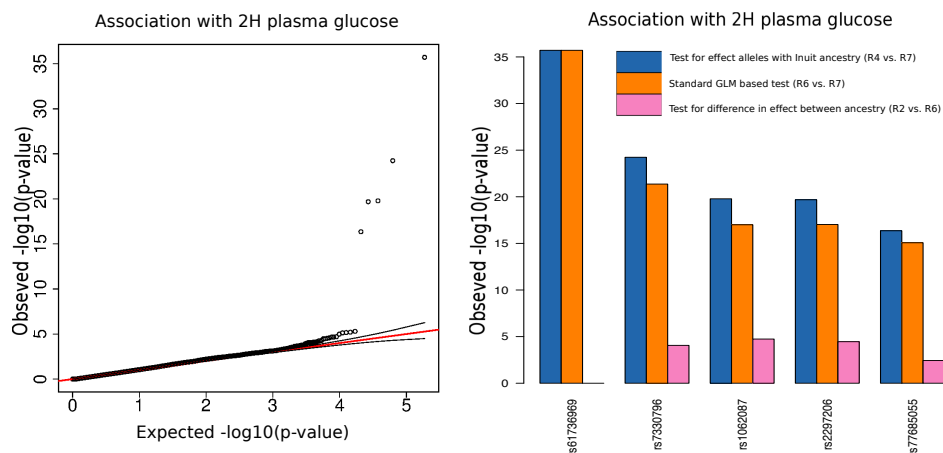 Association with 2H plasma glucose
Obseved -log10(p-value)
0
5
10
15
20
25
30
35
0
1
2
3
4
5
Expected -log10(p-value)
Association with 2H plasma glucose
Obseved -log10(p-value)
0
5
10
15
20
25
30
35
Test for effect alleles with Inuit ancestry (R4 vs. R7)
Standard GLM based test (R6 vs. R7)
Test for difference in effect between ancestry (R2 vs. R6)
s61736969
rs7330796
rs1062087
rs2297206
s77685055